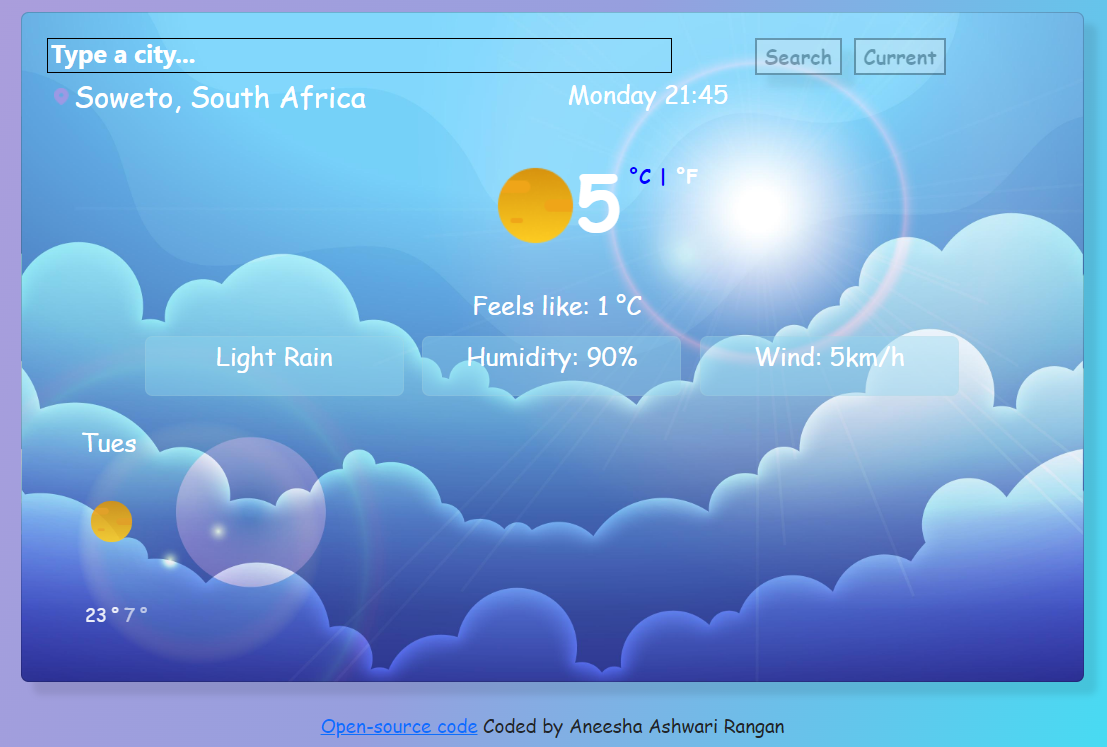 Type a city...
Search Current
Soweto, South Africa
Monday 21:45
5 °C | °F
Feels like: 1 °C
Light Rain
Humidity: 90%
Wind: 5km/h
Tues
23 ° 7 °
Open-source code Coded by Aneesha Ashwari Rangan